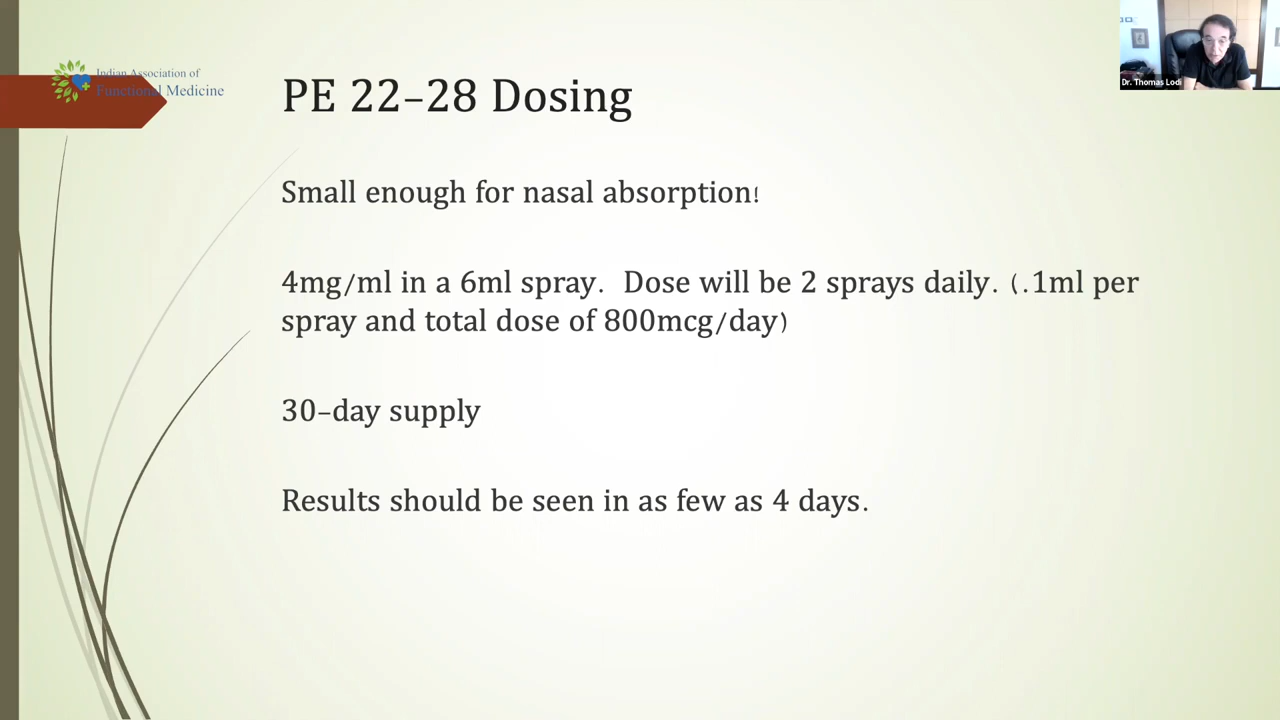 Indian Association of
Functional Medicine
PE 22–28 Dosing
Small enough for nasal absorption!
4mg/ml in a 6ml spray.  Dose will be 2 sprays daily. (.1ml per
spray and total dose of 800mcg/day)
30–day supply
Results should be seen in as few as 4 days.
Dr. Thomas Lodi